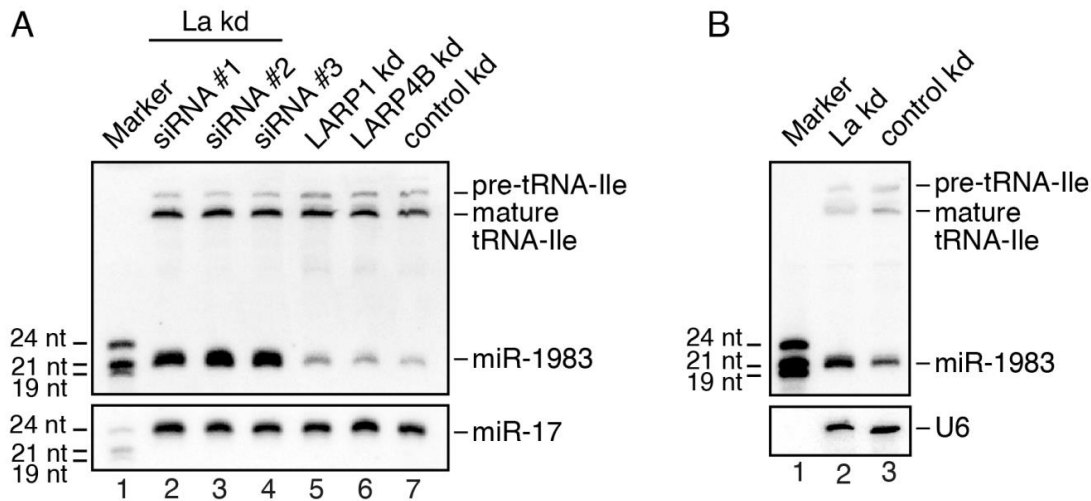 A
La kd
Marker
siRNA #1
siRNA #2
siRNA #3
LARP1 kd
LARP4B kd
control kd
pre-tRNA-Ile
mature
tRNA-Ile
24 nt
21 nt
19 nt
miR-1983
24 nt
21 nt
19 nt
miR-17
1 2 3 4 5 6 7
B
Marker
La kd
control kd
pre-tRNA-Ile
mature
tRNA-Ile
24 nt
21 nt
19 nt
miR-1983
U6
1 2 3